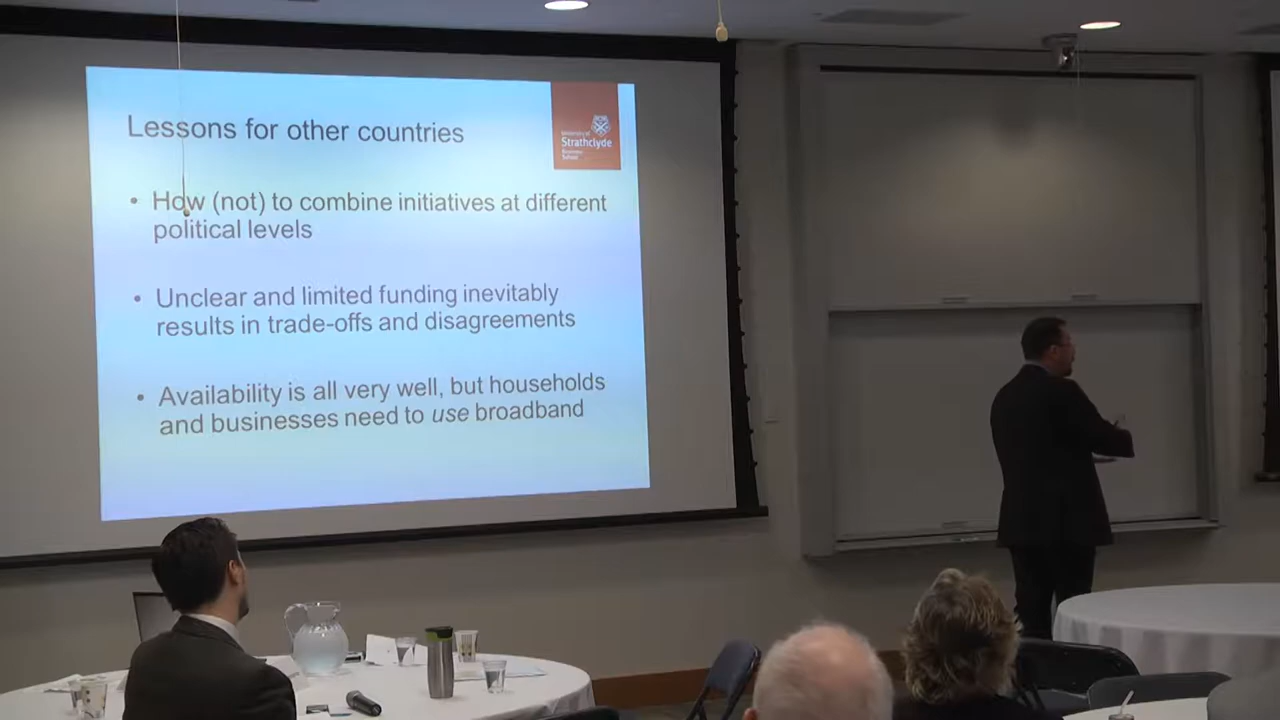 Lessons for other countries
University of
Strathclyde
Business
School
• How (not) to combine initiatives at different
political levels
• Unclear and limited funding inevitably
results in trade-offs and disagreements
• Availability is all very well, but households
and businesses need to use broadband